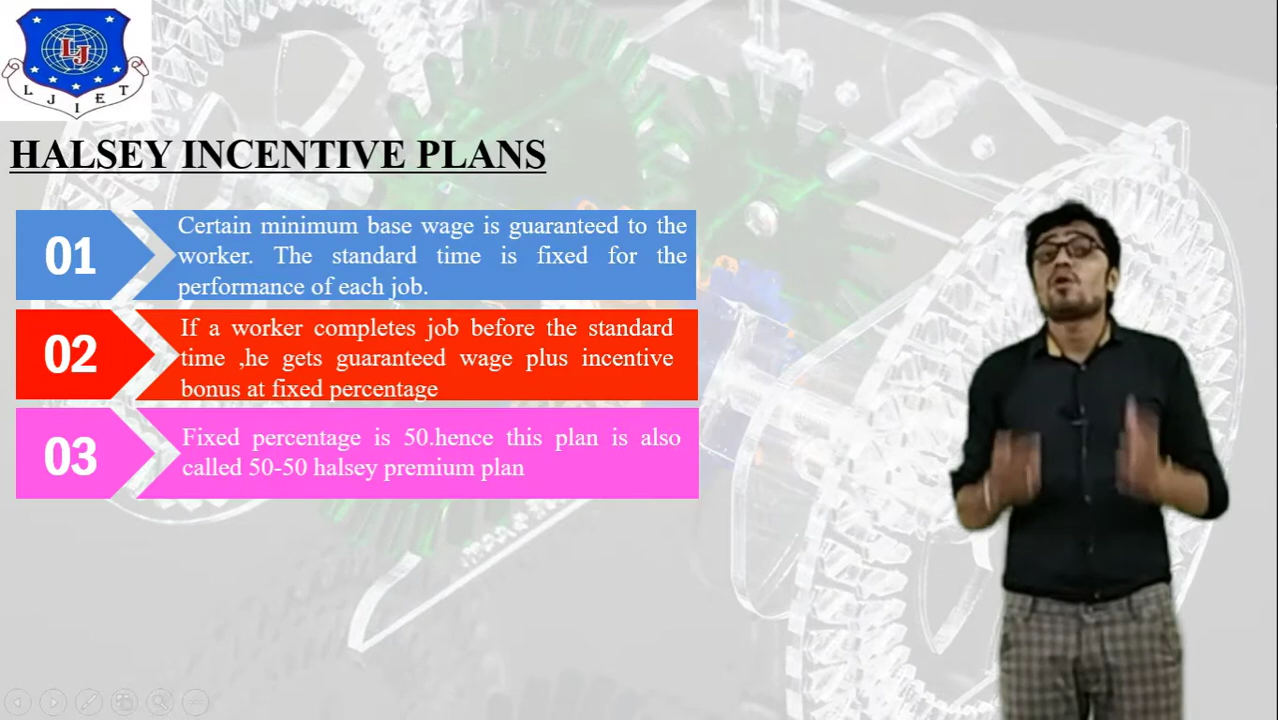 LJ
LJIET
HALSEY INCENTIVE PLANS
01
Certain minimum base wage is guaranteed to the
worker. The standard time is fixed for the
performance of each job.
02
If a worker completes job before the standard
time ,he gets guaranteed wage plus incentive
bonus at fixed percentage
03
Fixed percentage is 50.hence this plan is also
called 50-50 halsey premium plan